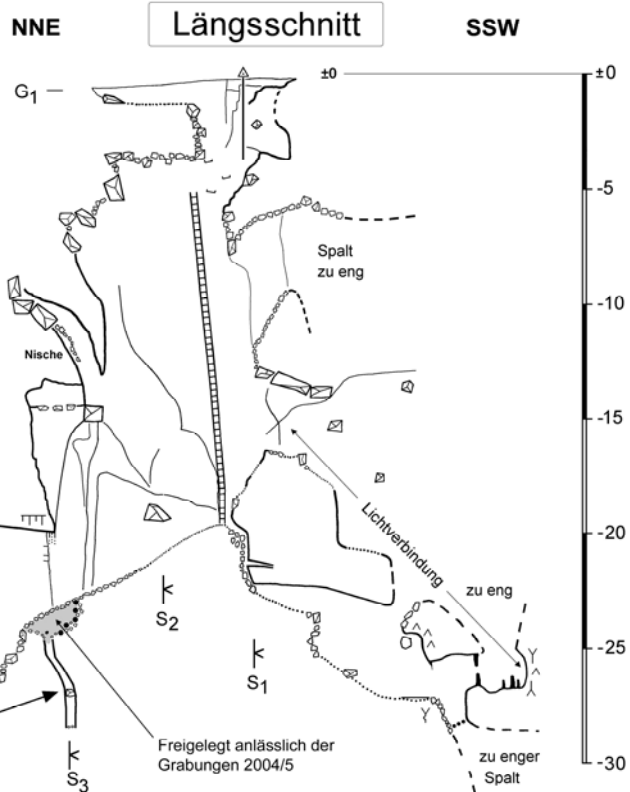 NNE
Längsschnitt
SSW
G1
±0
±0
-5
Spalt
zu eng
-10
Nische
-15
Lichtverbindung
-20
zu eng
S2
S1
-25
Freigelegt anlässlich der
Grabungen 2004/5
S3
zu enger
Spalt
-30